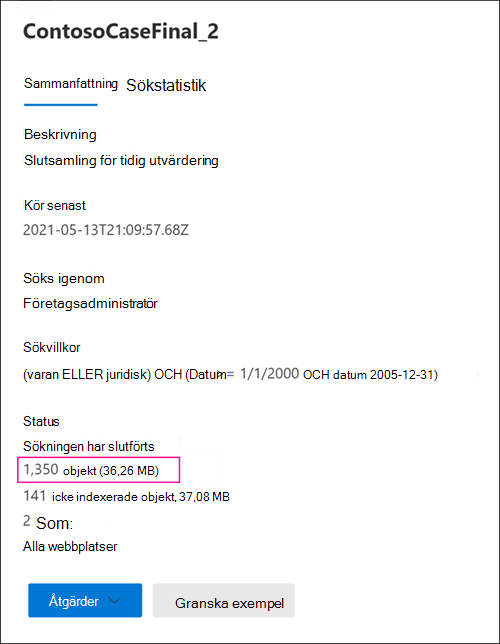 ContosoCaseFinal_2
Sammanfattning Sökstatistik
Beskrivning
Slutsamling för tidig utvärdering
Kör senast
2021-05-13T21:09:57.68Z
Söks igenom
Företagsadministratör
Sökvillkor
(varan ELLER juridisk) OCH (Datum>= 1/1/2000 OCH datum 2005-12-31)
Status
Sökningen har slutförts
1,350 objekt (36,26 MB)
141 icke indexerade objekt, 37,08 MB
2 Som:
Alla webbplatser
Åtgärder Granska exempel